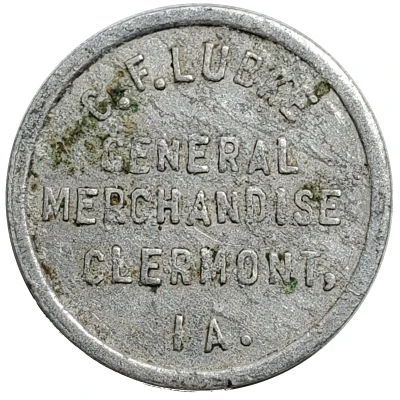 C.F. LUBKE
GENERAL
MERCHANDISE
CLERMONT,
IA.